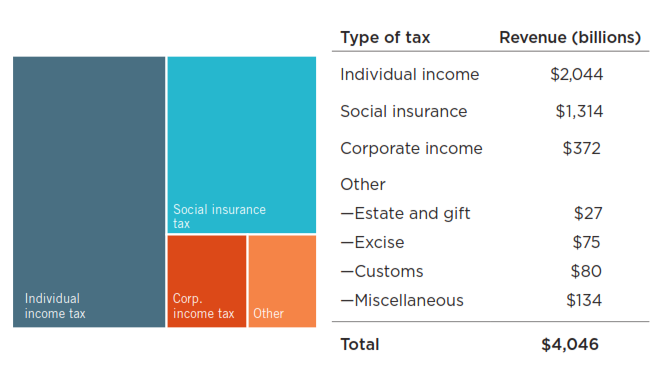 Social insurance
tax
Individual
income tax
Corp.
income tax
Other
Type of tax Revenue (billions)
Individual income $2,044
Social insurance $1,314
Corporate income $372
Other
—Estate and gift $27
—Excise $75
—Customs $80
—Miscellaneous $134
Total $4,046